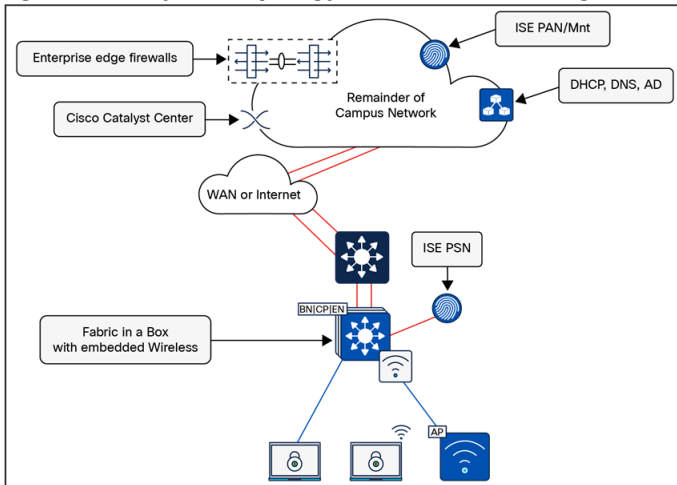 ISE PAN/Mnt
Enterprise edge firewalls
DHCP, DNS, AD
Remainder of
Campus Network
Cisco Catalyst Center
WAN or Internet
ISE PSN
BN|CP|EN
Fabric in a Box
with embedded Wireless
AP